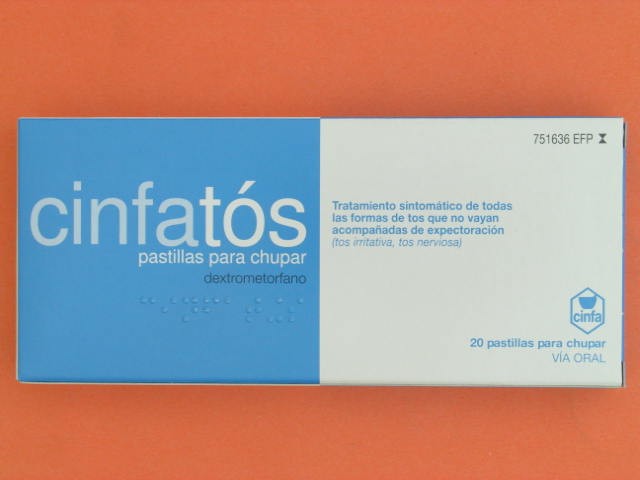 cinfatós
pastillas para chupar
dextrometorfano
751636 EFP
Tratamiento sintomático de todas
las formas de tos que no vayan
acompañadas de expectoración
(tos irritativa, tos nerviosa)
cinfa
20 pastillas para chupar
VÍA ORAL